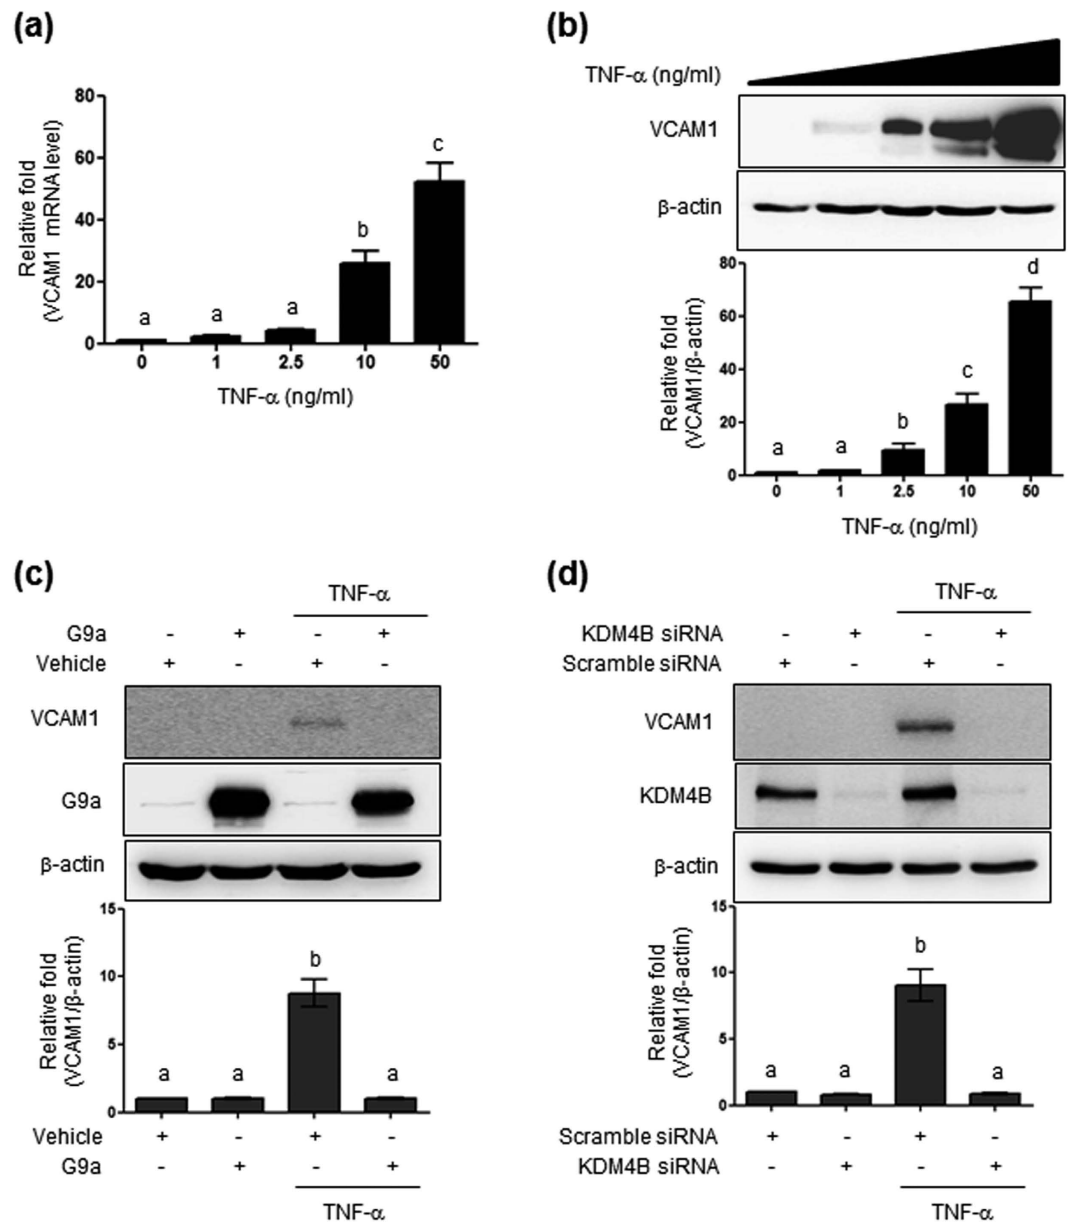 (a)
80
60
40
20
0
Relative fold
(VCAM1 mRNA level)
a a a b c
0 1 2.5 10 50
TNF-α (ng/ml)
(b)
TNF-α (ng/ml)
VCAM1
β-actin
80
60
40
20
0
Relative fold
(VCAM1/β-actin)
a a b c d
0 1 2.5 10 50
TNF-α (ng/ml)
(c)
TNF-α
G9a - + - +
Vehicle + - + -
VCAM1
G9a
β-actin
15
10
5
0
Relative fold
(VCAM1/β-actin)
a a b a
Vehicle + - + -
G9a - + - +
TNF-α
(d)
TNF-α
KDM4B siRNA - + - +
Scramble siRNA + - + -
VCAM1
KDM4B
β-actin
15
10
5
0
Relative fold
(VCAM1/β-actin)
a a b a
Scramble siRNA + - + -
KDM4B siRNA - + - +
TNF-α